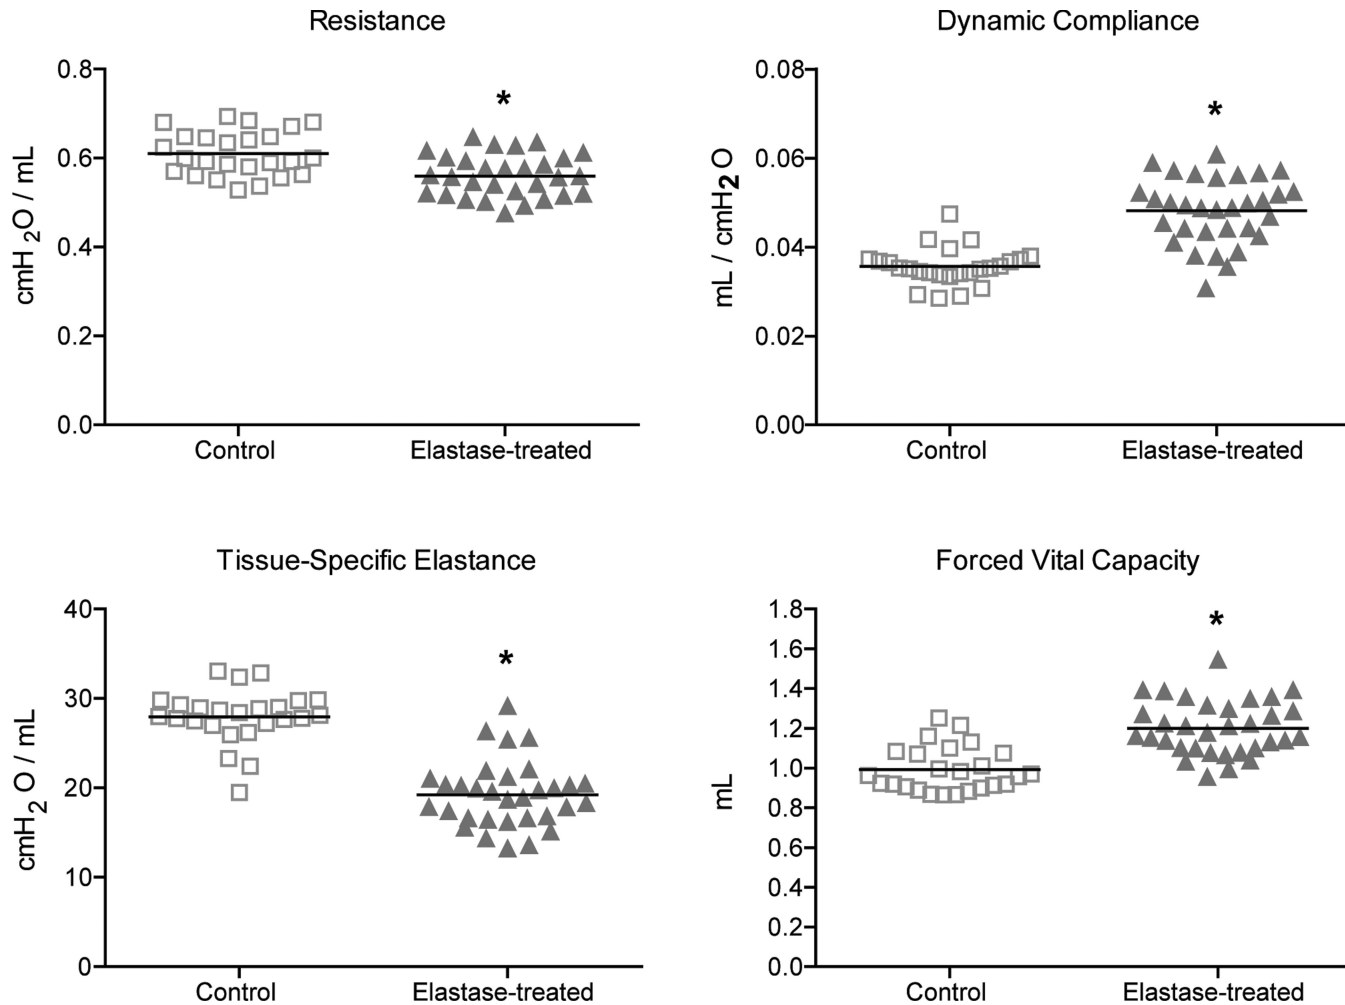 Resistance
cmH2O / mL
0.8
0.6
0.4
0.2
0.0
*
Control
Elastase-treated
Dynamic Compliance
mL / cmH2O
0.08
0.06
0.04
0.02
0.00
*
Control
Elastase-treated
Tissue-Specific Elastance
cmH2O / mL
40
30
20
10
0
*
Control
Elastase-treated
Forced Vital Capacity
mL
1.8
1.6
1.4
1.2
1.0
0.8
0.6
0.4
0.2
0.0
*
Control
Elastase-treated